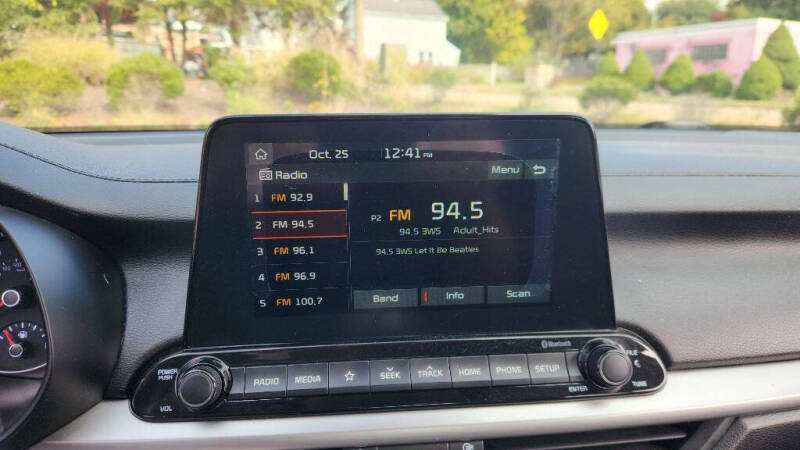 Oct. 25 12:41 PM
Radio Menu
1 FM 92.9
2 FM 94.5
3 FM 96.1
4 FM 96.9
5 FM 100.7
P2 FM 94.5
94.5 3WS Adult_Hits
94.5 3WS Let It Be Beatles
Band Info Scan
Bluetooth
POWER
PUSH
VOL
RADIO MEDIA SEEK TRACK HOME PHONE SETUP
ENTER
FILE
TUNE